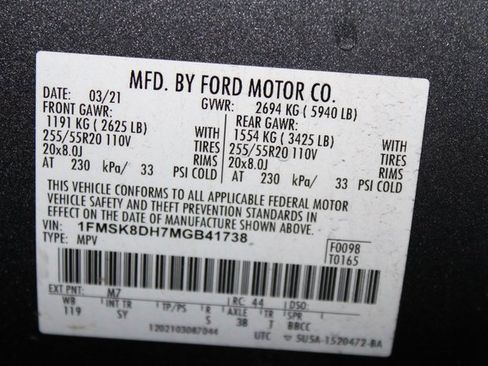 MFD. BY FORD MOTOR CO.
DATE: 03/21 GVWR: 2694 KG ( 5940 LB)
FRONT GAWR: REAR GAWR:
1191 KG ( 2625 LB) WITH 1554 KG ( 3425 LB) WITH
255/55R20 110V TIRES 255/55R20 110V TIRES
20x8.0J RIMS 20x8.0J RIMS
AT 230 kPa/ 33 PSI COLD AT 230 kPa/ 33 PSI COLD
THIS VEHICLE CONFORMS TO ALL APPLICABLE FEDERAL MOTOR
VEHICLE SAFETY AND THEFT PREVENTION STANDARDS IN
EFFECT ON THE DATE OF MANUFACTURE SHOWN ABOVE.
VIN: 1FMSK8DH7MGB41738
TYPE: MPV F0098
T0165
EXT PNT: M7 RC: 44 DSO:
WB INT TR TP/PS R AXLE TR
119 SY S 3B T BBCC
1202103087044 UTC 5U5A-1520472-BA